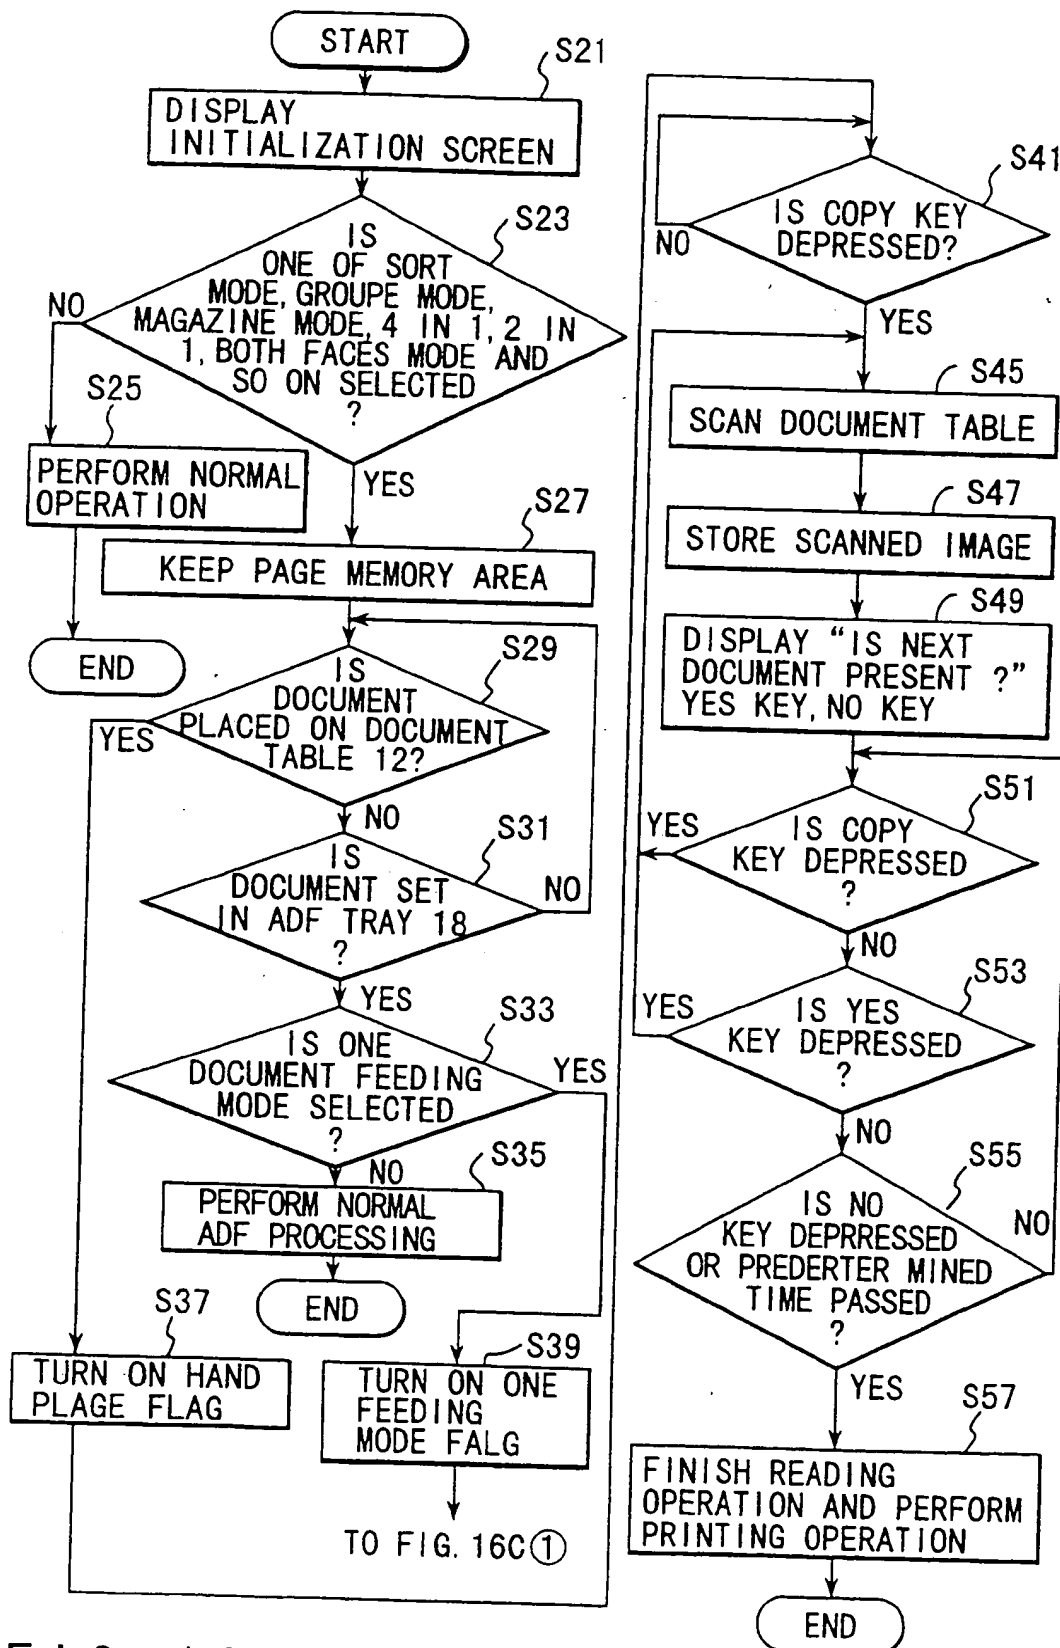 START
S21
DISPLAY
INITIALIZATION SCREEN
S23
IS
ONE OF SORT
MODE, GROUPE MODE,
MAGAZINE MODE, 4 IN 1, 2 IN
1, BOTH FACES MODE AND
SO ON SELECTED
?
NO
YES
S25
PERFORM NORMAL
OPERATION
END
S27
KEEP PAGE MEMORY AREA
S29
IS
DOCUMENT
PLACED ON DOCUMENT
TABLE 12?
YES
NO
S31
IS
DOCUMENT SET
IN ADF TRAY 18
?
NO
YES
S33
IS ONE
DOCUMENT FEEDING
MODE SELECTED
?
YES
NO
S35
PERFORM NORMAL
ADF PROCESSING
END
S37
TURN ON HAND
PLAGE FLAG
S39
TURN ON ONE
FEEDING
MODE FALG
TO FIG. 16C①
S41
IS COPY KEY
DEPRESSED?
NO
YES
S45
SCAN DOCUMENT TABLE
S47
STORE SCANNED IMAGE
S49
DISPLAY “IS NEXT
DOCUMENT PRESENT ?”
YES KEY, NO KEY
S51
IS COPY
KEY DEPRESSED
?
YES
NO
S53
IS YES
KEY DEPRESSED
?
YES
NO
S55
IS NO
KEY DEPRRESSED
OR PREDERTER MINED
TIME PASSED
?
NO
YES
S57
FINISH READING
OPERATION AND PERFORM
PRINTING OPERATION
END